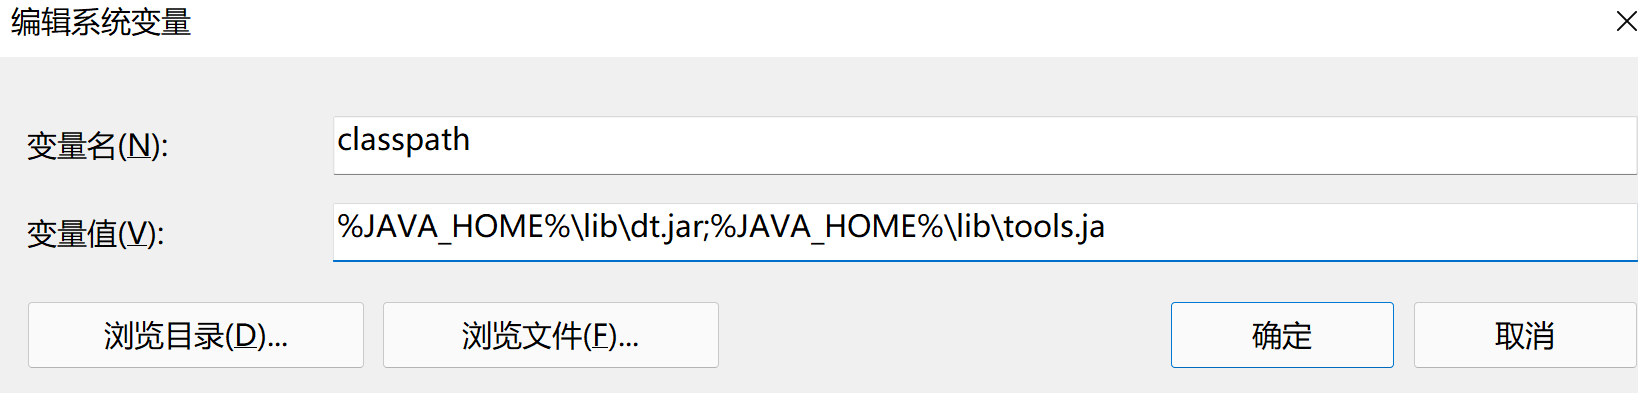 编辑系统变量
变量名(N):
classpath
变量值(V):
%JAVA_HOME%\lib\dt.jar;%JAVA_HOME%\lib\tools.ja
浏览目录(D)...
浏览文件(F)...
确定
取消